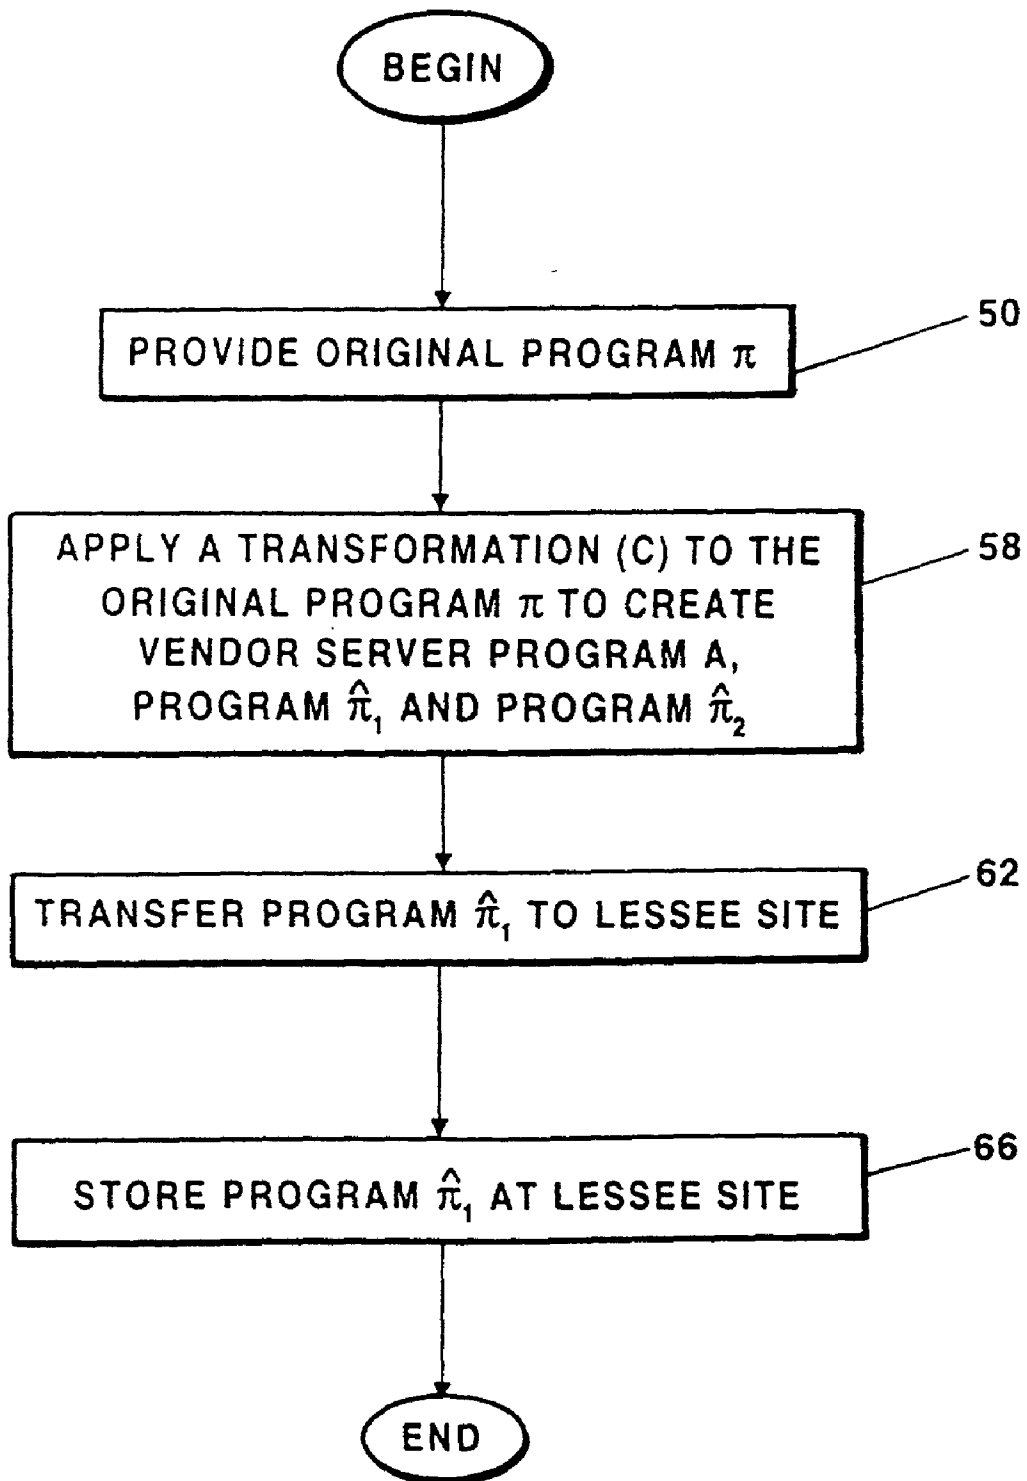 BEGIN
PROVIDE ORIGINAL PROGRAM π
50
APPLY A TRANSFORMATION (C) TO THE
ORIGINAL PROGRAM π TO CREATE
VENDOR SERVER PROGRAM A,
PROGRAM π̂₁ AND PROGRAM π̂₂
58
TRANSFER PROGRAM π̂₁ TO LESSEE SITE
62
STORE PROGRAM π̂₁ AT LESSEE SITE
66
END